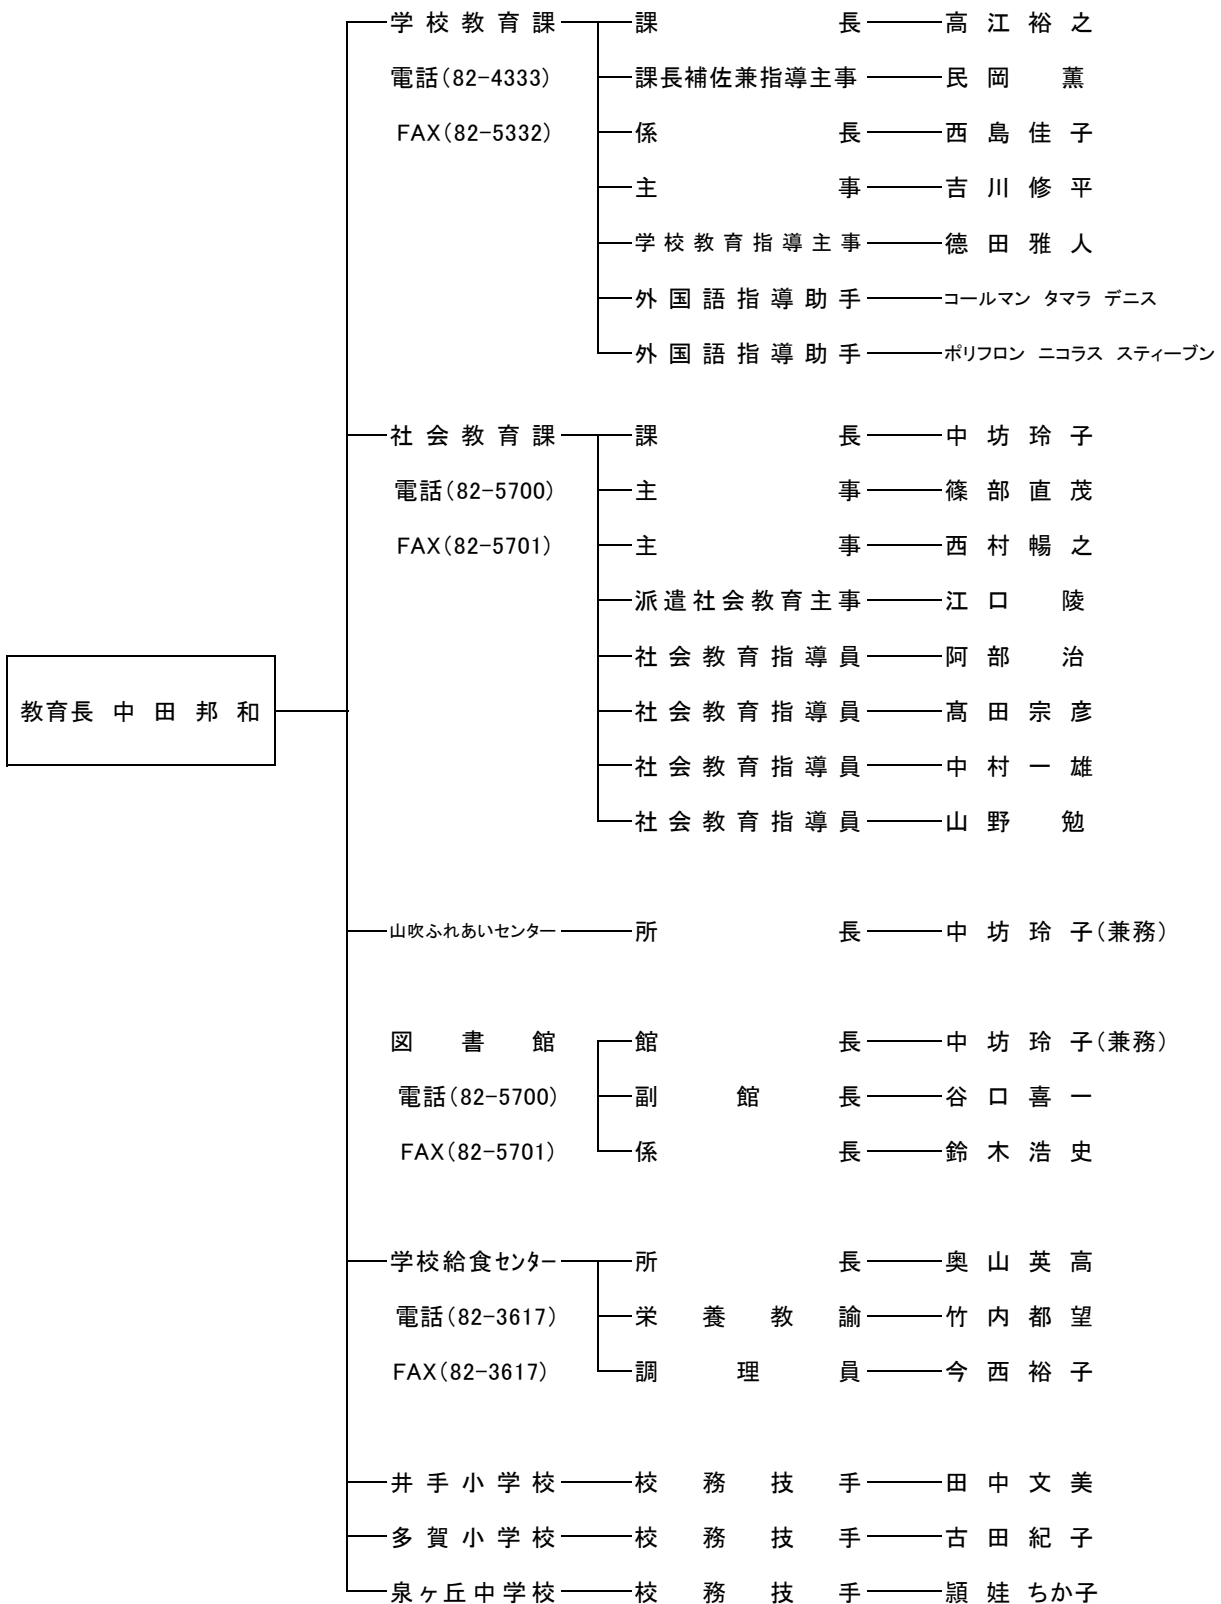 学校教育課 課長 高江裕之
電話(82-4333) 課長補佐兼指導主事 民岡 薫
FAX(82-5332) 係長 西島佳子
主事 吉川修平
学校教育指導主事 德田雅人
外国語指導助手 コールマン タマラ デニス
外国語指導助手 ポリフロン ニコラス スティーブン
社会教育課 課長 中坊玲子
電話(82-5700) 主事 篠部直茂
FAX(82-5701) 主事 西村暢之
派遣社会教育主事 江口 陵
社会教育指導員 阿部 治
教育長 中田邦和 社会教育指導員 髙田宗彦
社会教育指導員 中村一雄
社会教育指導員 山野 勉
山吹ふれあいセンター 所長 中坊玲子(兼務)
図書館 館長 中坊玲子(兼務)
電話(82-5700) 副館長 谷口喜一
FAX(82-5701) 係長 鈴木浩史
学校給食センター 所長 奥山英高
電話(82-3617) 栄養教諭 竹内都望
FAX(82-3617) 調理員 今西裕子
井手小学校 校務技手 田中文美
多賀小学校 校務技手 古田紀子
泉ヶ丘中学校 校務技手 頴娃ちか子